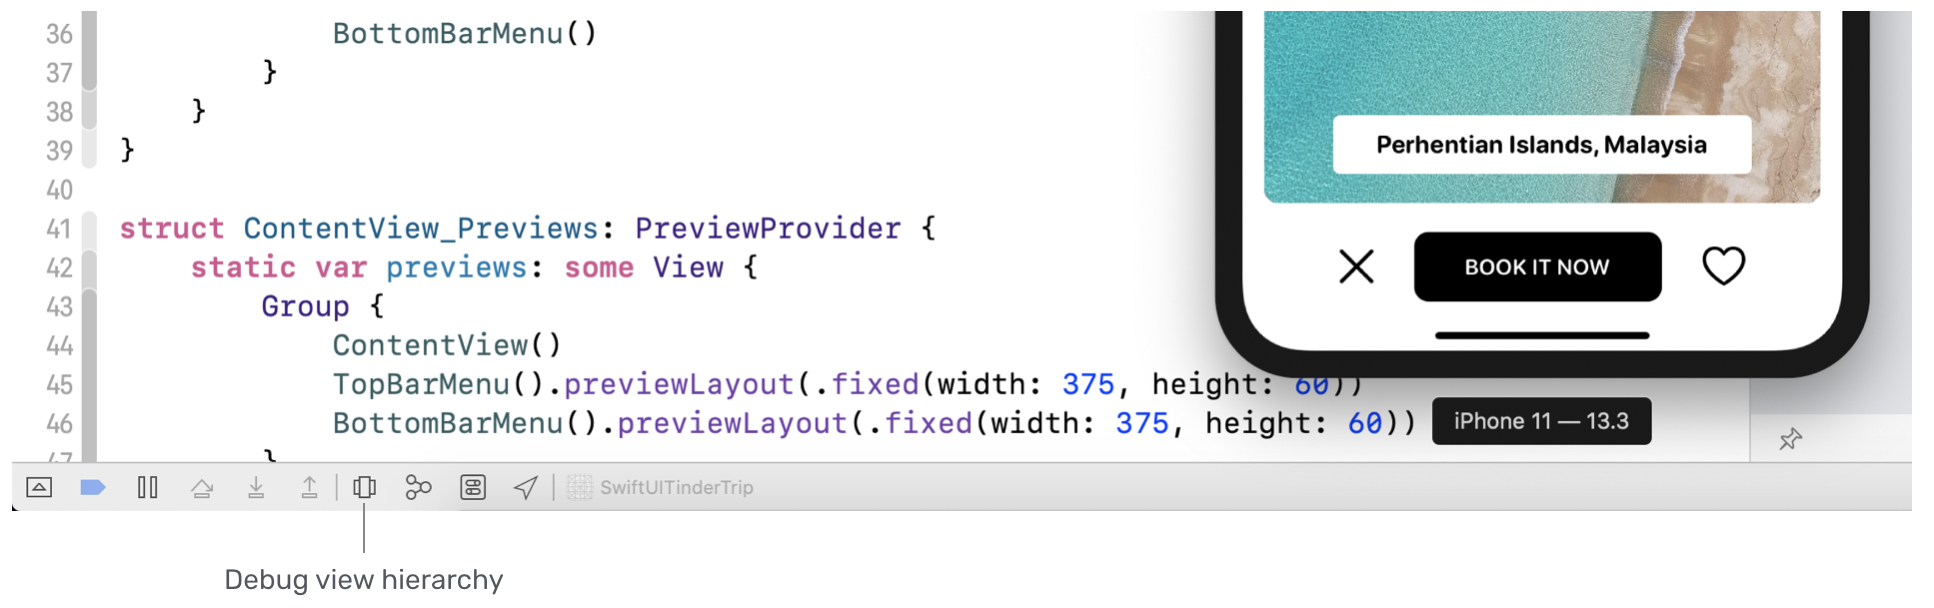 36 BottomBarMenu()
37 }
38 }
39 }
40
41 struct ContentView_Previews: PreviewProvider {
42 static var previews: some View {
43 Group {
44 ContentView()
45 TopBarMenu().previewLayout(.fixed(width: 375, height: 60))
46 BottomBarMenu().previewLayout(.fixed(width: 375, height: 60))
47 }
Perhentian Islands, Malaysia
BOOK IT NOW
iPhone 11 — 13.3
SwiftUITinderTrip
Debug view hierarchy